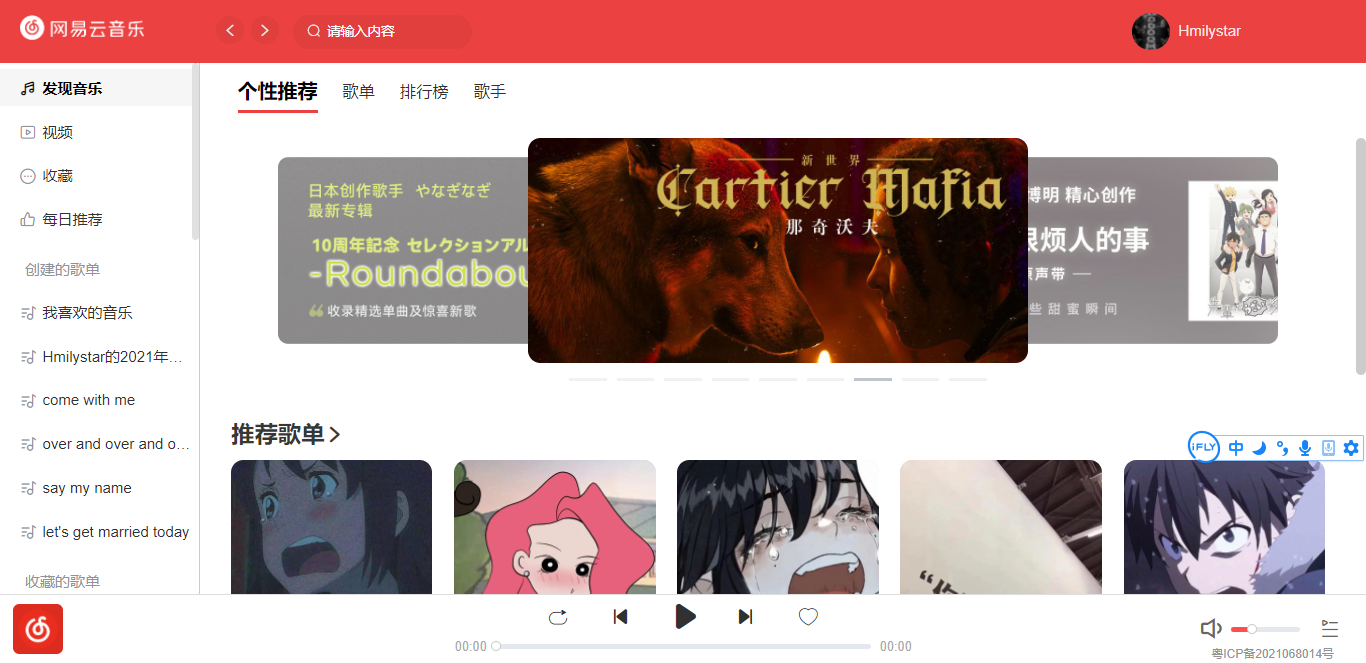 网易云音乐
请输入内容
Hmilystar
发现音乐
视频
收藏
每日推荐
创建的歌单
我喜欢的音乐
Hmilystar的2021年...
come with me
over and over and o...
say my name
let's get married today
收藏的歌单
个性推荐
歌单
排行榜
歌手
日本创作歌手 やなぎなぎ
最新专辑
10周年記念 セレクションアル
-Roundabou
收录精选单曲及惊喜新歌
新世界
Cartier Mafia
那奇沃夫
博明 精心创作
很烦人的事
原声带
些甜蜜瞬间
推荐歌单
iFLY
中
00:00
00:00
粤ICP备2021068014号